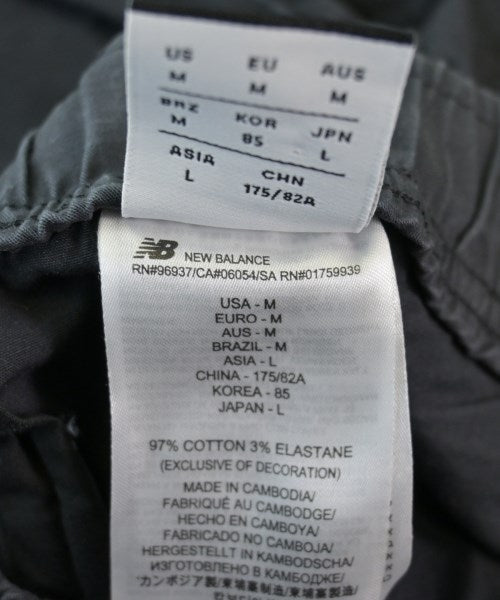 US EU AUS
M M M
BRZ KOR JPN
M 85 L
ASIA CHN
L 175/82A
NB NEW BALANCE
RN#96937/CA#06054/SA RN#01759939
USA - M
EURO - M
AUS - M
BRAZIL - M
ASIA - L
CHINA - 175/82A
KOREA - 85
JAPAN - L
97% COTTON 3% ELASTANE
(EXCLUSIVE OF DECORATION)
MADE IN CAMBODIA/
FABRIQUÉ AU CAMBODGE/
HECHO EN CAMBOYA/
FABRICADO NO CAMBOJA/
HERGESTELLT IN KAMBODSCHA/
ИЗГОТОВЛЕНО В КАМБОДЖЕ/
カンボジア製/柬埔寨制造/柬埔寨製造/